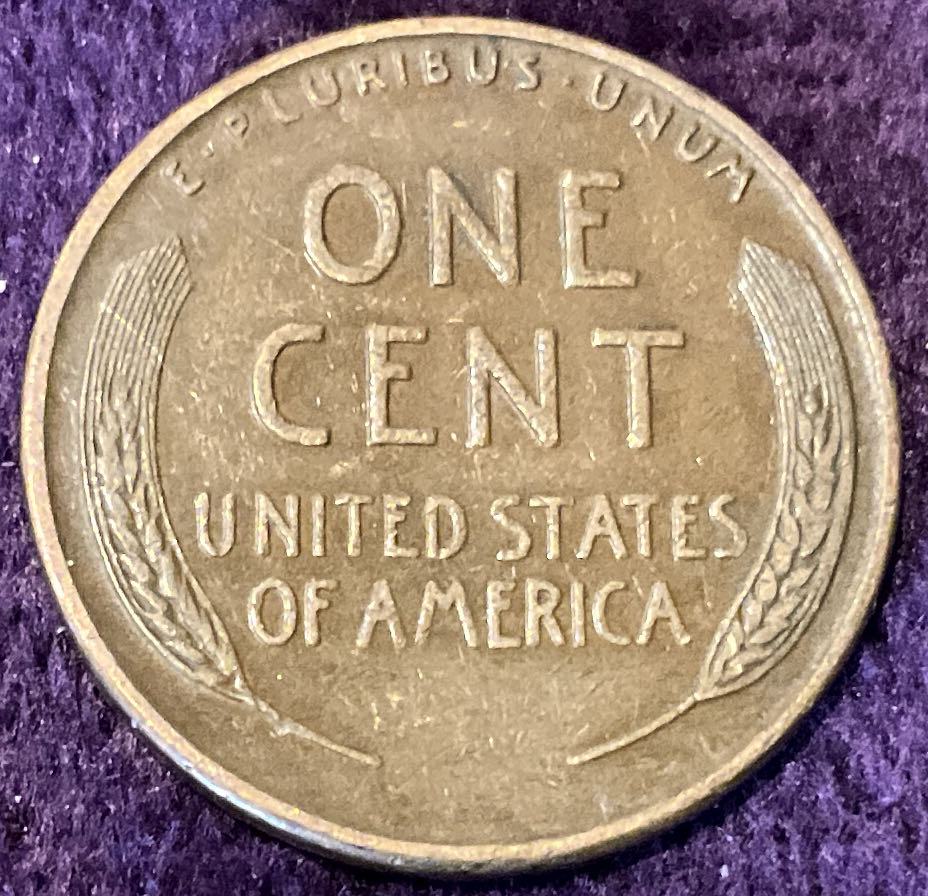 E·PLURIBUS·UNUM
ONE
CENT
UNITED STATES
OF AMERICA